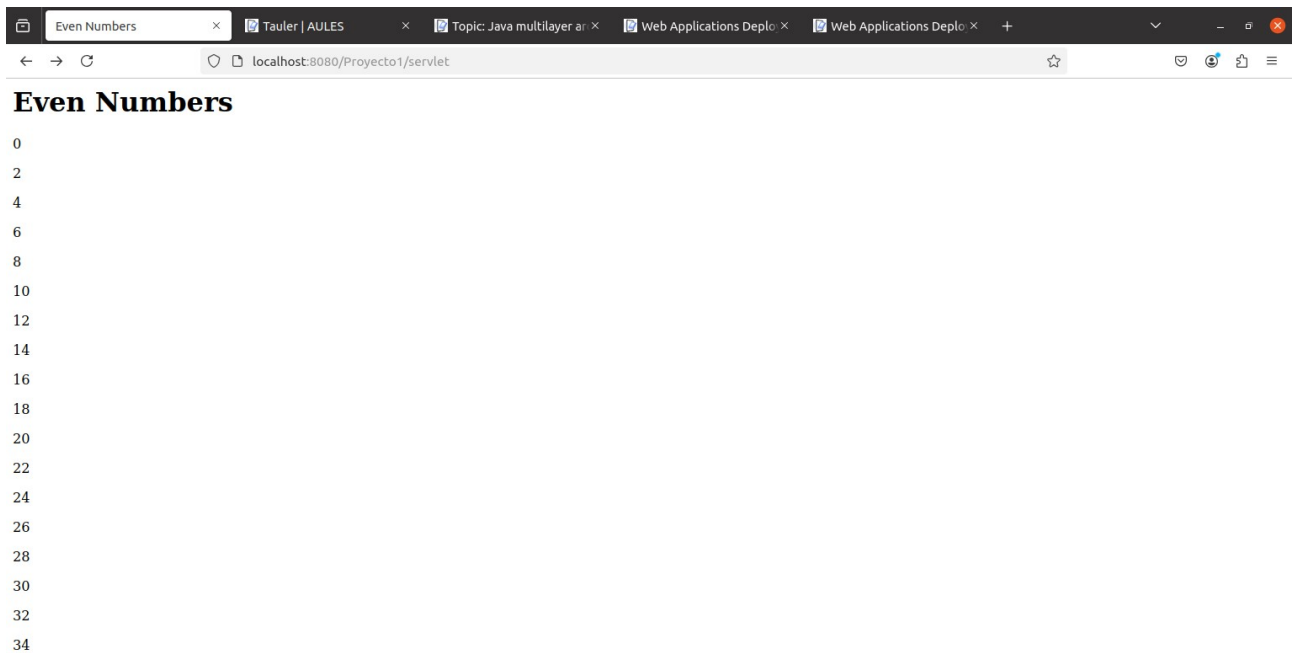 Even Numbers
Tauler | AULES
Topic: Java multilayer ar
Web Applications Deplo
Web Applications Deplo
localhost:8080/Proyecto1/servlet
Even Numbers
0
2
4
6
8
10
12
14
16
18
20
22
24
26
28
30
32
34